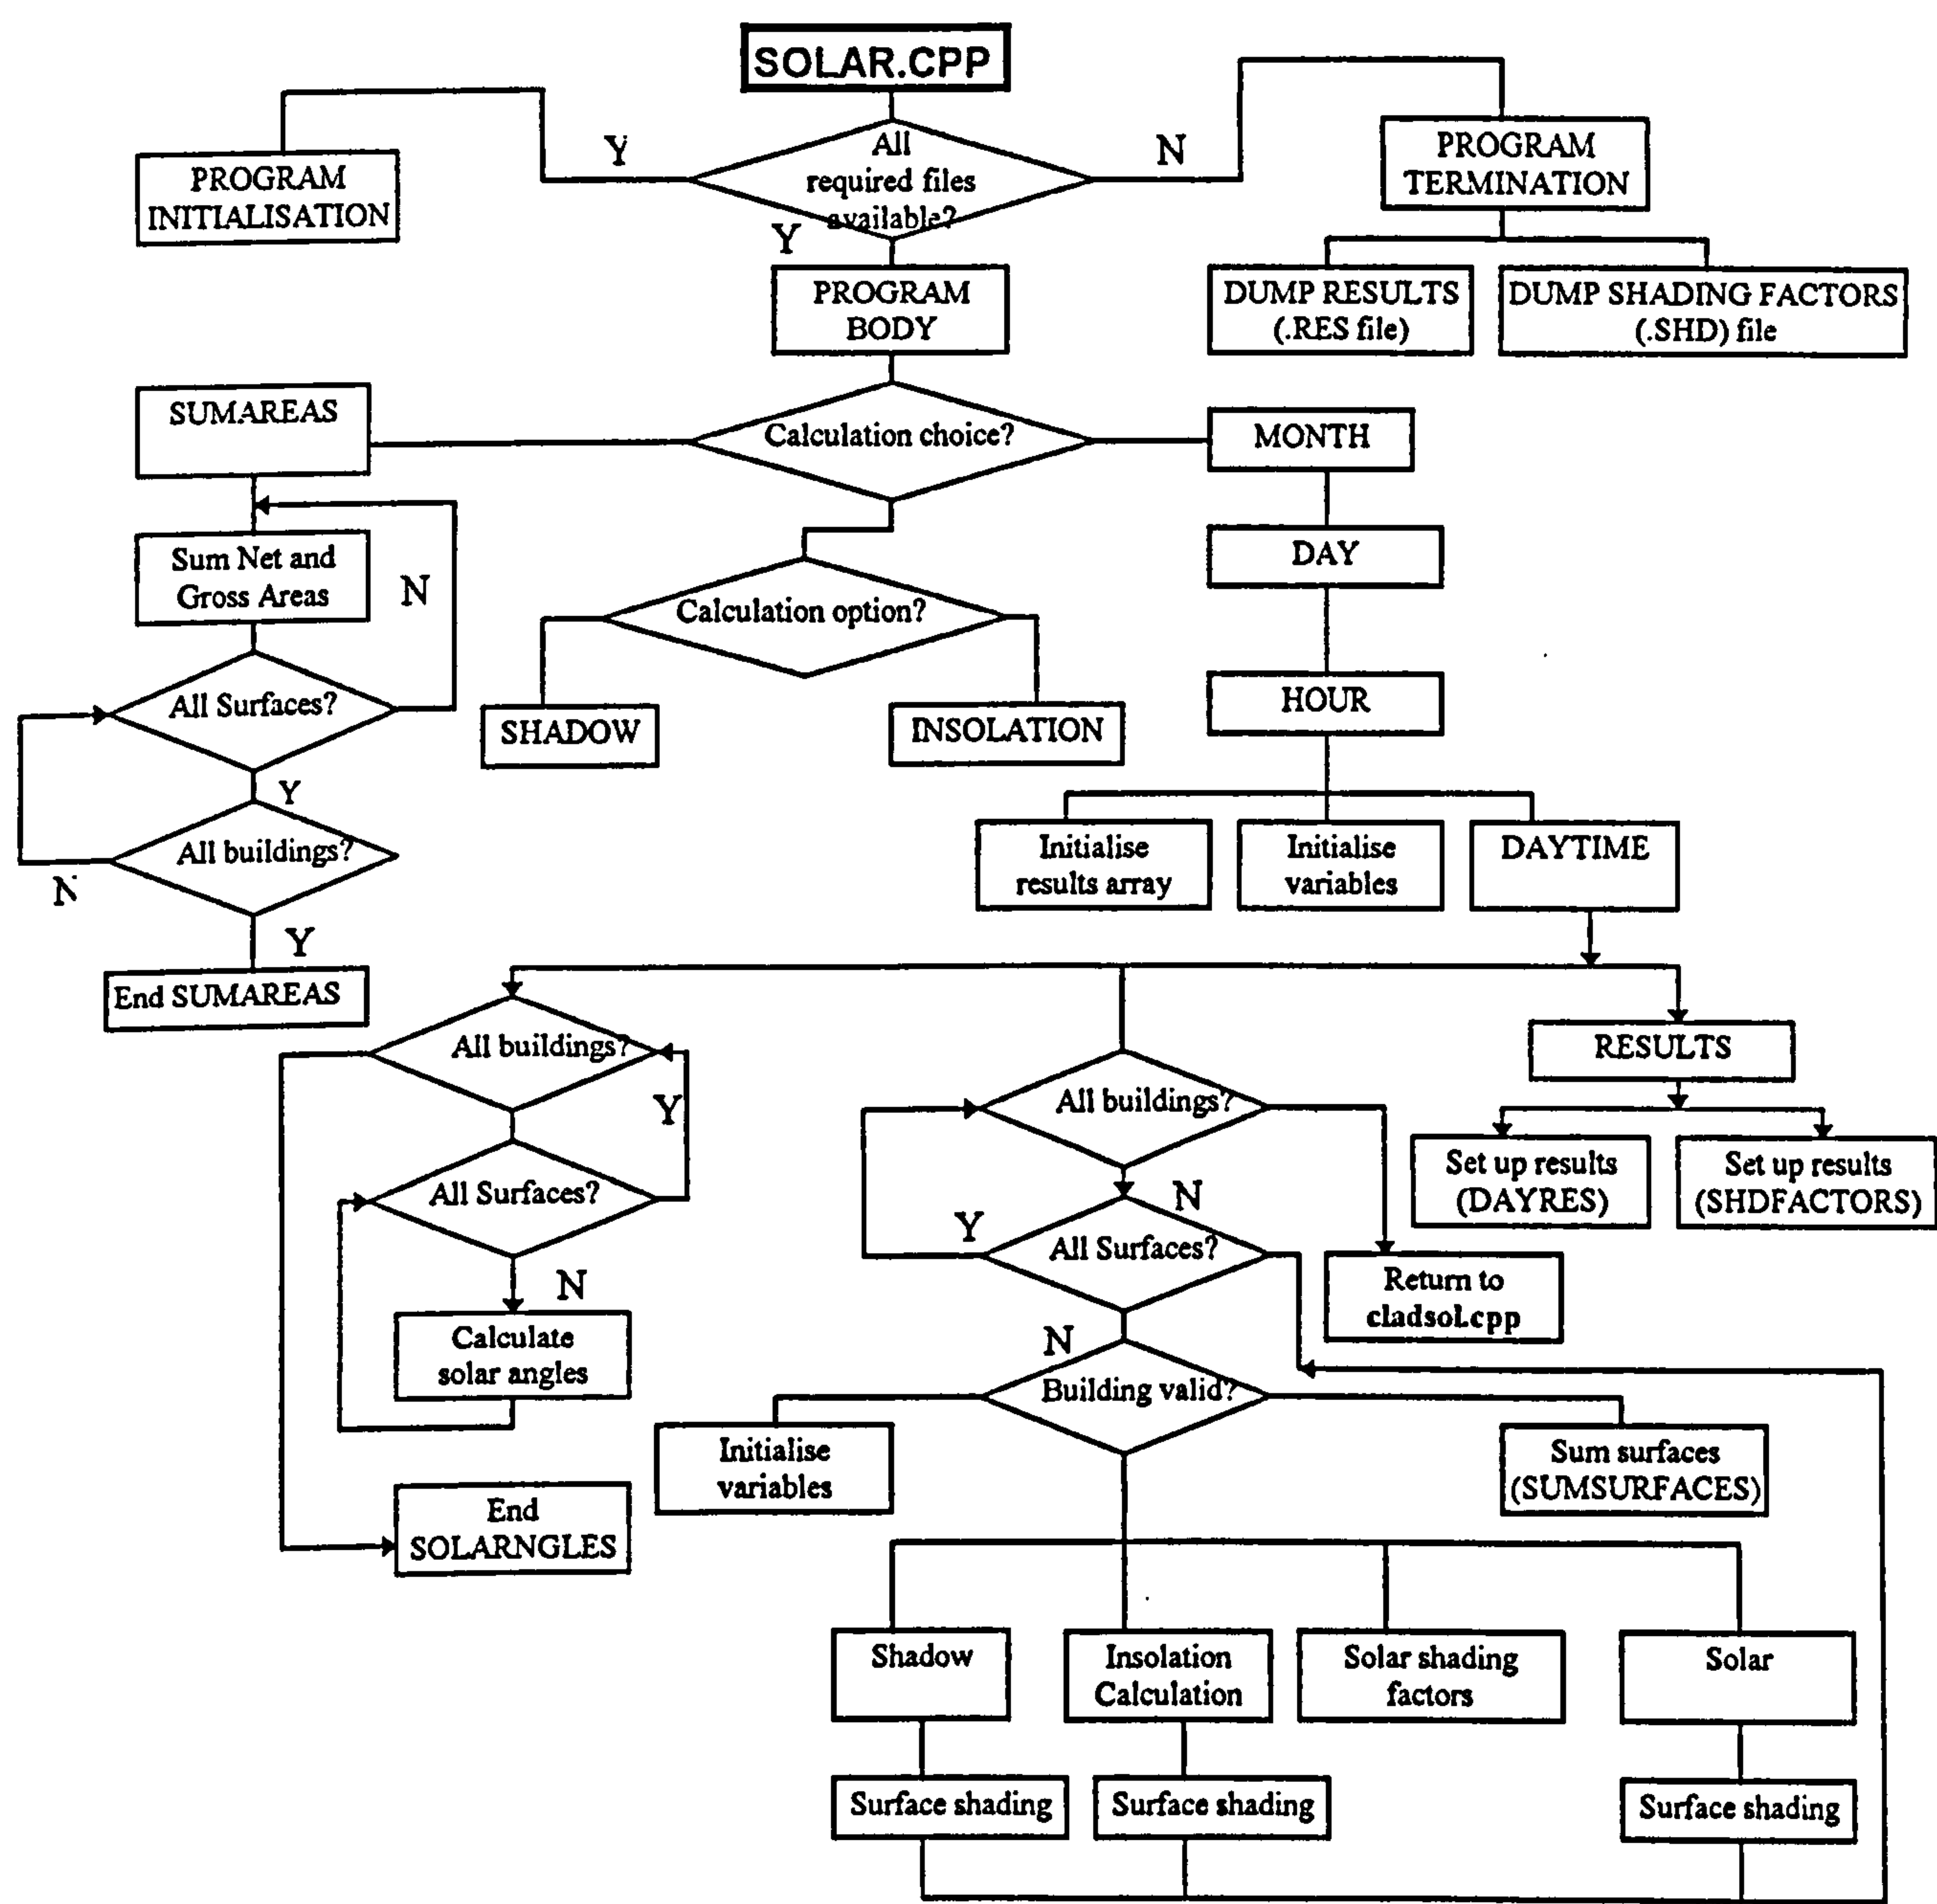 SOLAR.CPP
All
required files
available?
Y
N
Y
PROGRAM
INITIALISATION
PROGRAM
TERMINATION
PROGRAM
BODY
DUMP RESULTS
(.RES file)
DUMP SHADING FACTORS
(.SHD) file
SUMAREAS
Calculation choice?
MONTH
Sum Net and
Gross Areas
N
All Surfaces?
Y
All buildings?
N
Y
End SUMAREAS
Calculation option?
SHADOW
INSOLATION
DAY
HOUR
Initialise
results array
Initialise
variables
DAYTIME
All buildings?
Y
All Surfaces?
N
Calculate
solar angles
End
SOLARNGLES
All buildings?
N
Y
All Surfaces?
N
Building valid?
Return to
cladsol.cpp
RESULTS
Set up results
(DAYRES)
Set up results
(SHDFACTORS)
Initialise
variables
Sum surfaces
(SUMSURFACES)
Shadow
Insolation
Calculation
Solar shading
factors
Solar
Surface shading
Surface shading
Surface shading